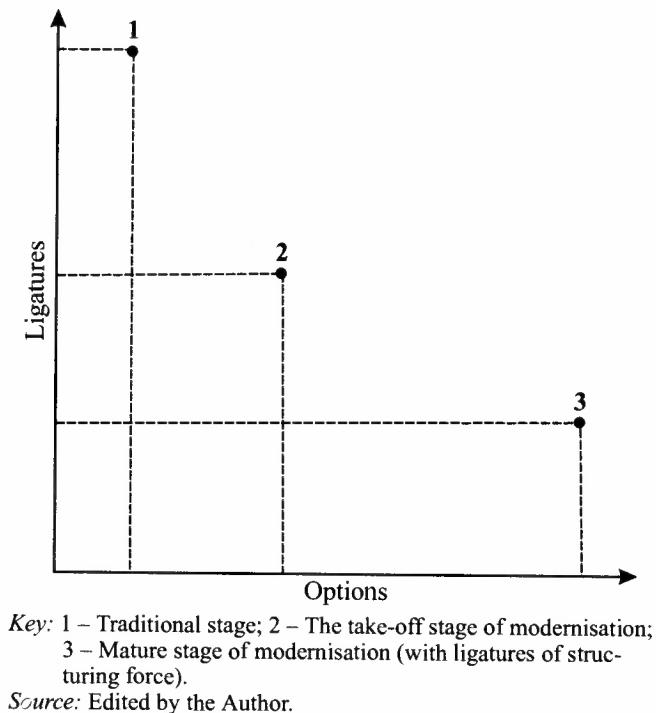 1
2
3
Ligatures
Options
Key: 1 – Traditional stage; 2 – The take-off stage of modernisation;
3 – Mature stage of modernisation (with ligatures of struc-
turing force).
Source: Edited by the Author.